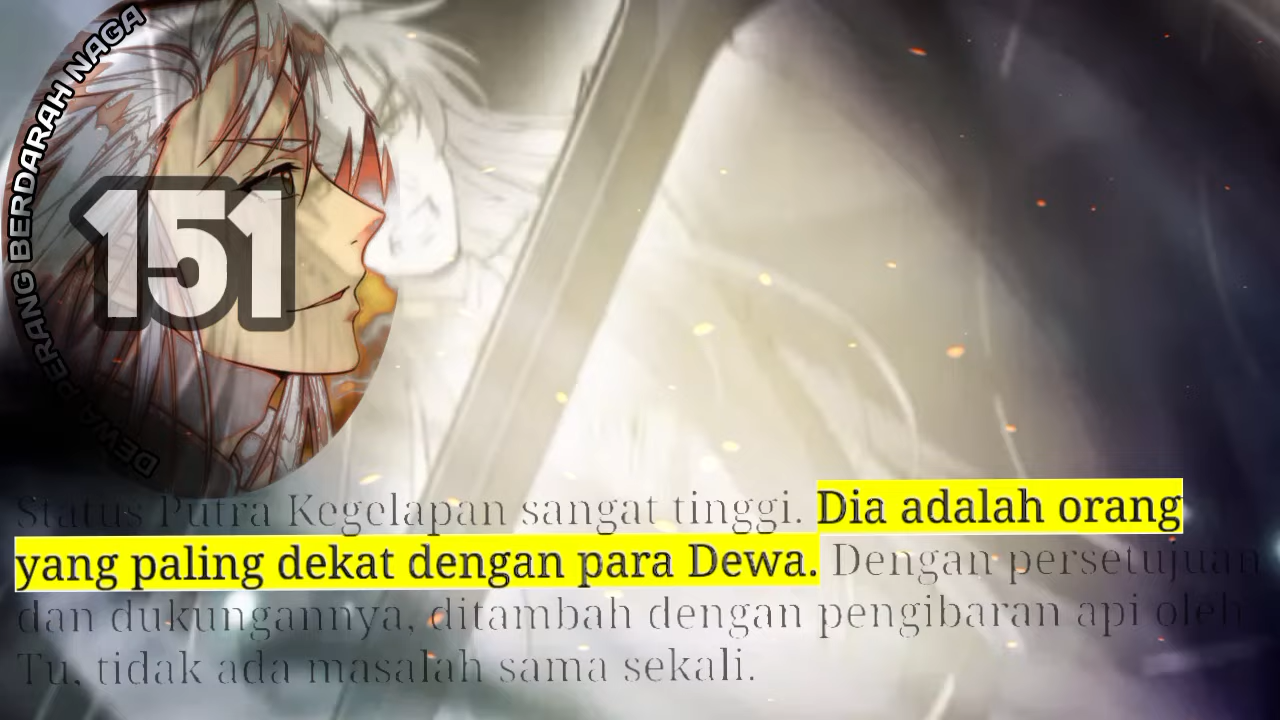 DEWA PERANG BERDARAH NAGA
151
Status Putra Kegelapan sangat tinggi. Dia adalah orang
yang paling dekat dengan para Dewa. Dengan persetujuan
dan dukungannya, ditambah dengan pengibaran api oleh
Tu, tidak ada masalah sama sekali.